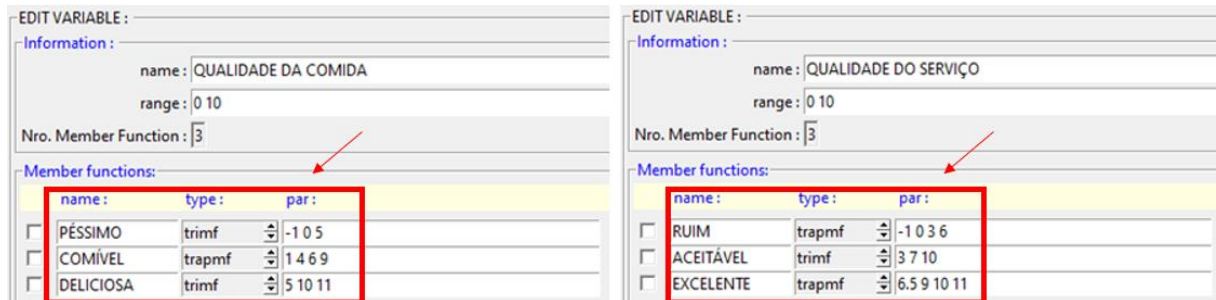 EDIT VARIABLE :
Information :
name : QUALIDADE DA COMIDA
range : 0 10
Nro. Member Function : 3
Member functions:
name : type : par :
PÉSSIMO trimf -1 0 5
COMÍVEL trapmf 1 4 6 9
DELICIOSA trimf 5 10 11
EDIT VARIABLE :
Information :
name : QUALIDADE DO SERVIÇO
range : 0 10
Nro. Member Function : 3
Member functions:
name : type : par :
RUIM trapmf -1 0 3 6
ACEITÁVEL trimf 3 7 10
EXCELENTE trapmf 6.5 9 10 11